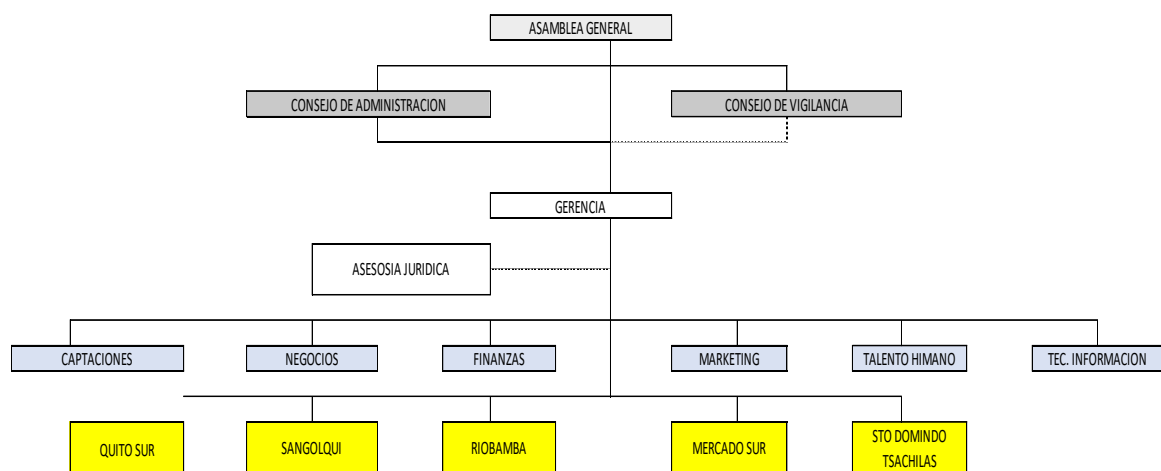 ASAMBLEA GENERAL
CONSEJO DE ADMINISTRACION
CONSEJO DE VIGILANCIA
GERENCIA
ASESOSIA JURIDICA
CAPTACIONES
NEGOCIOS
FINANZAS
MARKETING
TALENTO HIMANO
TEC. INFORMACION
QUITO SUR
SANGOLQUI
RIOBAMBA
MERCADO SUR
STO DOMINDO
TSACHILAS